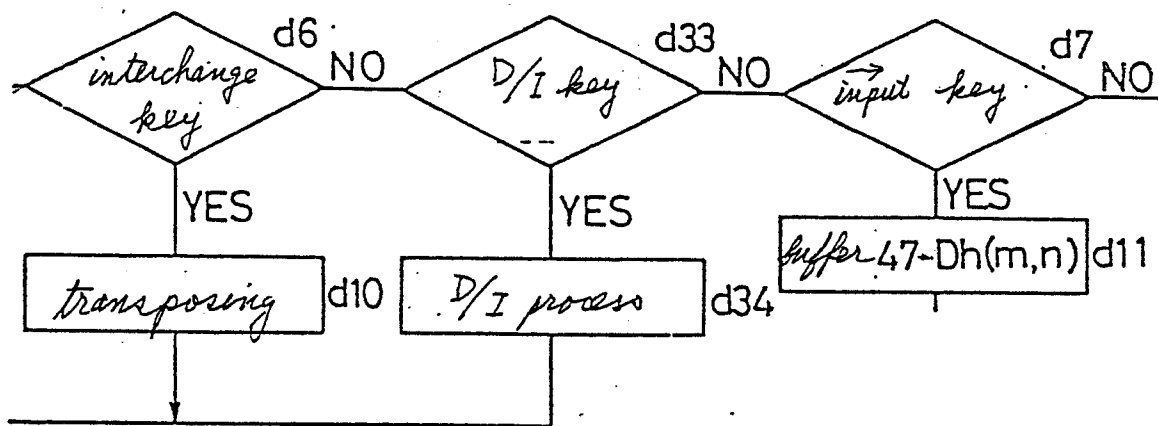 d6
interchange
key
NO
d33
D/I key
NO
d7
input key
NO
YES
YES
YES
transposing
d10
D/I process
d34
buffer 47-Dh(m,n)
d11